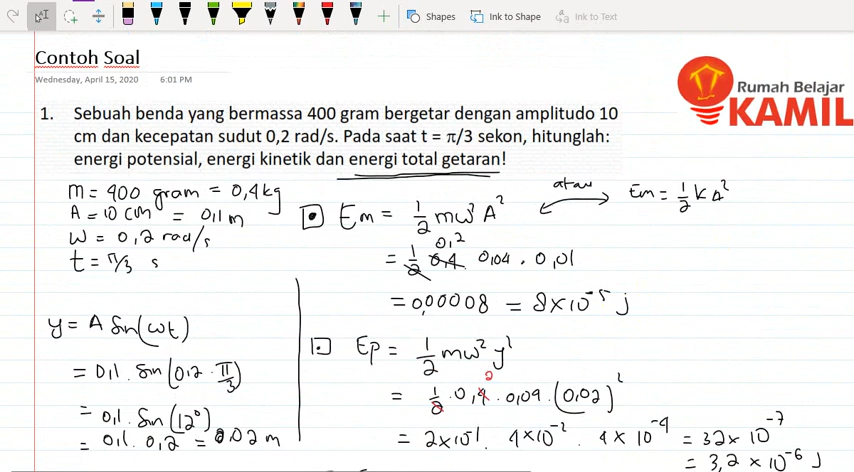 Shapes
Ink to Shape
Ink to Text
Contoh Soal
Wednesday, April 15, 2020 6:01 PM
Rumah Belajar
KAMIL
1. Sebuah benda yang bermassa 400 gram bergetar dengan amplitudo 10
cm dan kecepatan sudut 0,2 rad/s. Pada saat t = π/3 sekon, hitunglah:
energi potensial, energi kinetik dan energi total getaran!
m = 400 gram = 0,4 kg
A = 10 cm = 0,1 m
ω = 0,2 rad/s
t = π/3 s
y = A sin(ωt)
= 0,1 . sin(0,2 . π/3)
= 0,1 . sin(12°)
= 0,1 . 0,2 = 0,02 m
Em = 1/2 mω² A²
atau
Em = 1/2 k A²
0,2
= 1/2 0,4 . 0,04 . 0,01
= 0,00008 = 8 x 10⁻⁵ j
Ep = 1/2 mω² y²
2
= 1/2 . 0,4 . 0,04 . (0,02)²
= 2x10⁻¹ . 4x10⁻² . 4 x 10⁻⁴ = 32 x 10⁻⁷
= 3,2 x 10⁻⁶ J